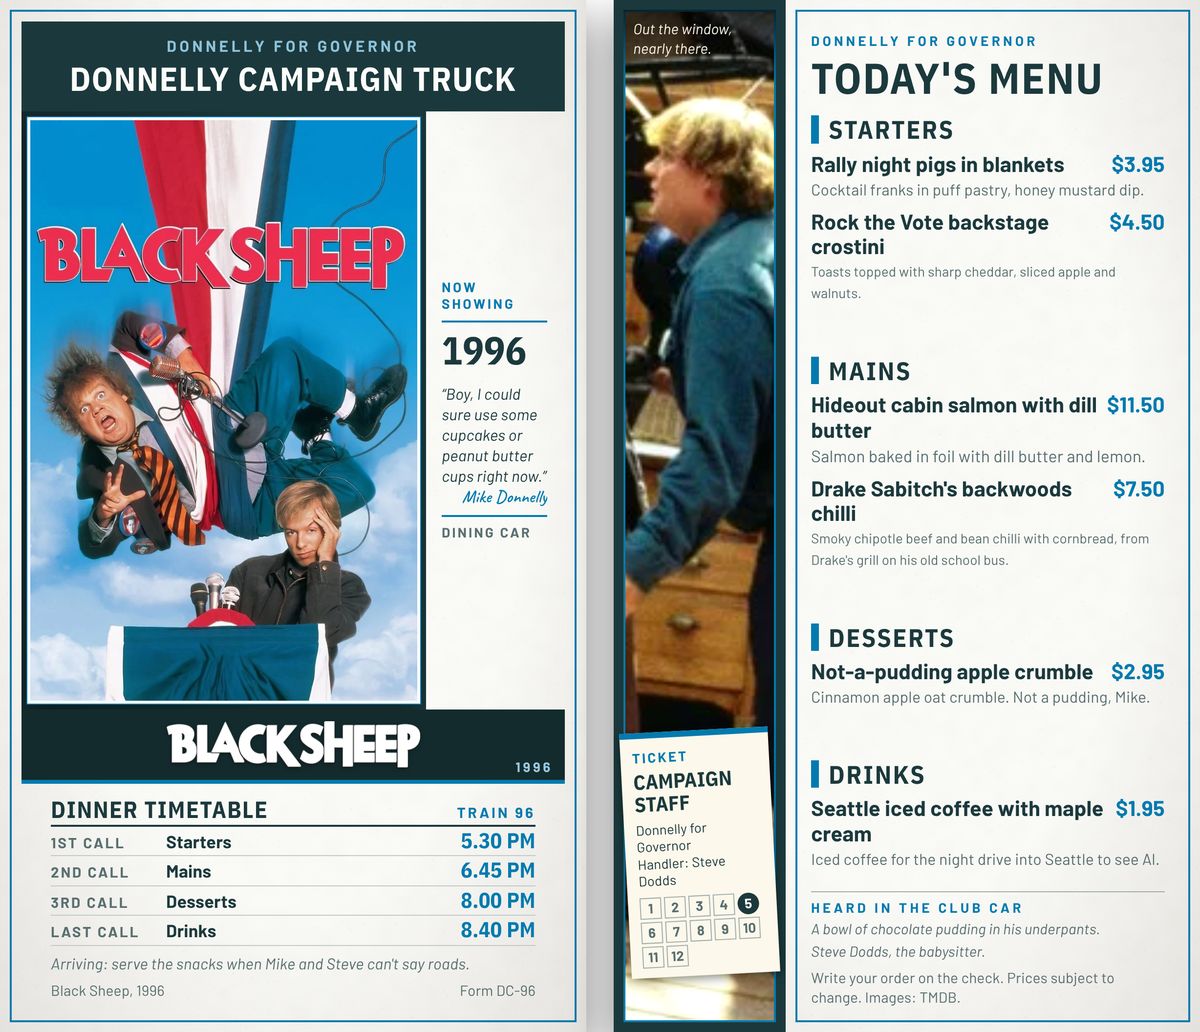 DONNELLY FOR GOVERNOR
DONNELLY CAMPAIGN TRUCK
BLACK SHEEP
NOW
SHOWING
1996
“Boy, I could
sure use some
cupcakes or
peanut butter
cups right now.”
Mike Donnelly
DINING CAR
BLACK SHEEP
1996
DINNER TIMETABLE
TRAIN 96
1ST CALL Starters 5.30 PM
2ND CALL Mains 6.45 PM
3RD CALL Desserts 8.00 PM
LAST CALL Drinks 8.40 PM
Arriving: serve the snacks when Mike and Steve can't say roads.
Black Sheep, 1996
Form DC-96
Out the window,
nearly there.
TICKET
CAMPAIGN
STAFF
Donnelly for
Governor
Handler: Steve
Dodds
1 2 3 4 5
6 7 8 9 10
11 12
DONNELLY FOR GOVERNOR
TODAY'S MENU
STARTERS
Rally night pigs in blankets $3.95
Cocktail franks in puff pastry, honey mustard dip.
Rock the Vote backstage $4.50
crostini
Toasts topped with sharp cheddar, sliced apple and
walnuts.
MAINS
Hideout cabin salmon with dill $11.50
butter
Salmon baked in foil with dill butter and lemon.
Drake Sabitch's backwoods $7.50
chilli
Smoky chipotle beef and bean chilli with cornbread, from
Drake's grill on his old school bus.
DESSERTS
Not-a-pudding apple crumble $2.95
Cinnamon apple oat crumble. Not a pudding, Mike.
DRINKS
Seattle iced coffee with maple $1.95
cream
Iced coffee for the night drive into Seattle to see Al.
HEARD IN THE CLUB CAR
A bowl of chocolate pudding in his underpants.
Steve Dodds, the babysitter.
Write your order on the check. Prices subject to
change. Images: TMDB.